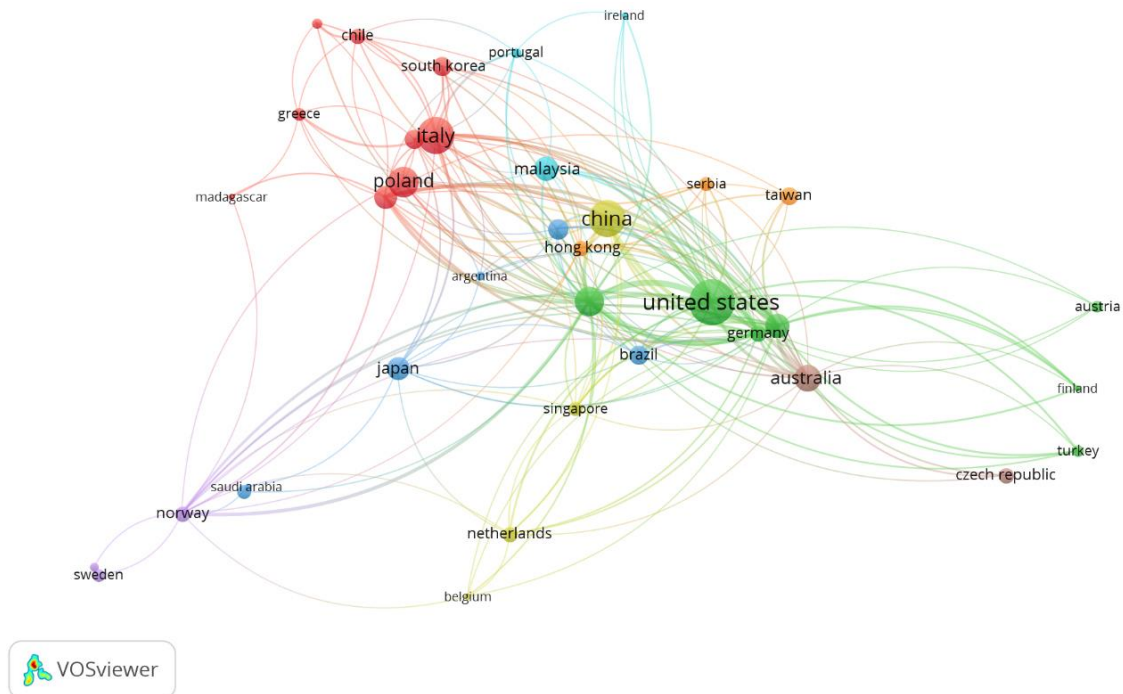 ireland
chile
portugal
south korea
greece
italy
malaysia
poland
serbia
taiwan
madagascar
china
hong kong
argentina
united states
austria
germany
brazil
japan
australia
finland
singapore
turkey
czech republic
saudi arabia
norway
netherlands
sweden
belgium
VOSviewer